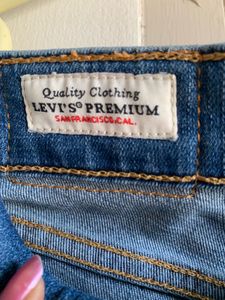 Quality Clothing
LEVI'S® PREMIUM
SAN FRANCISCO, CAL.